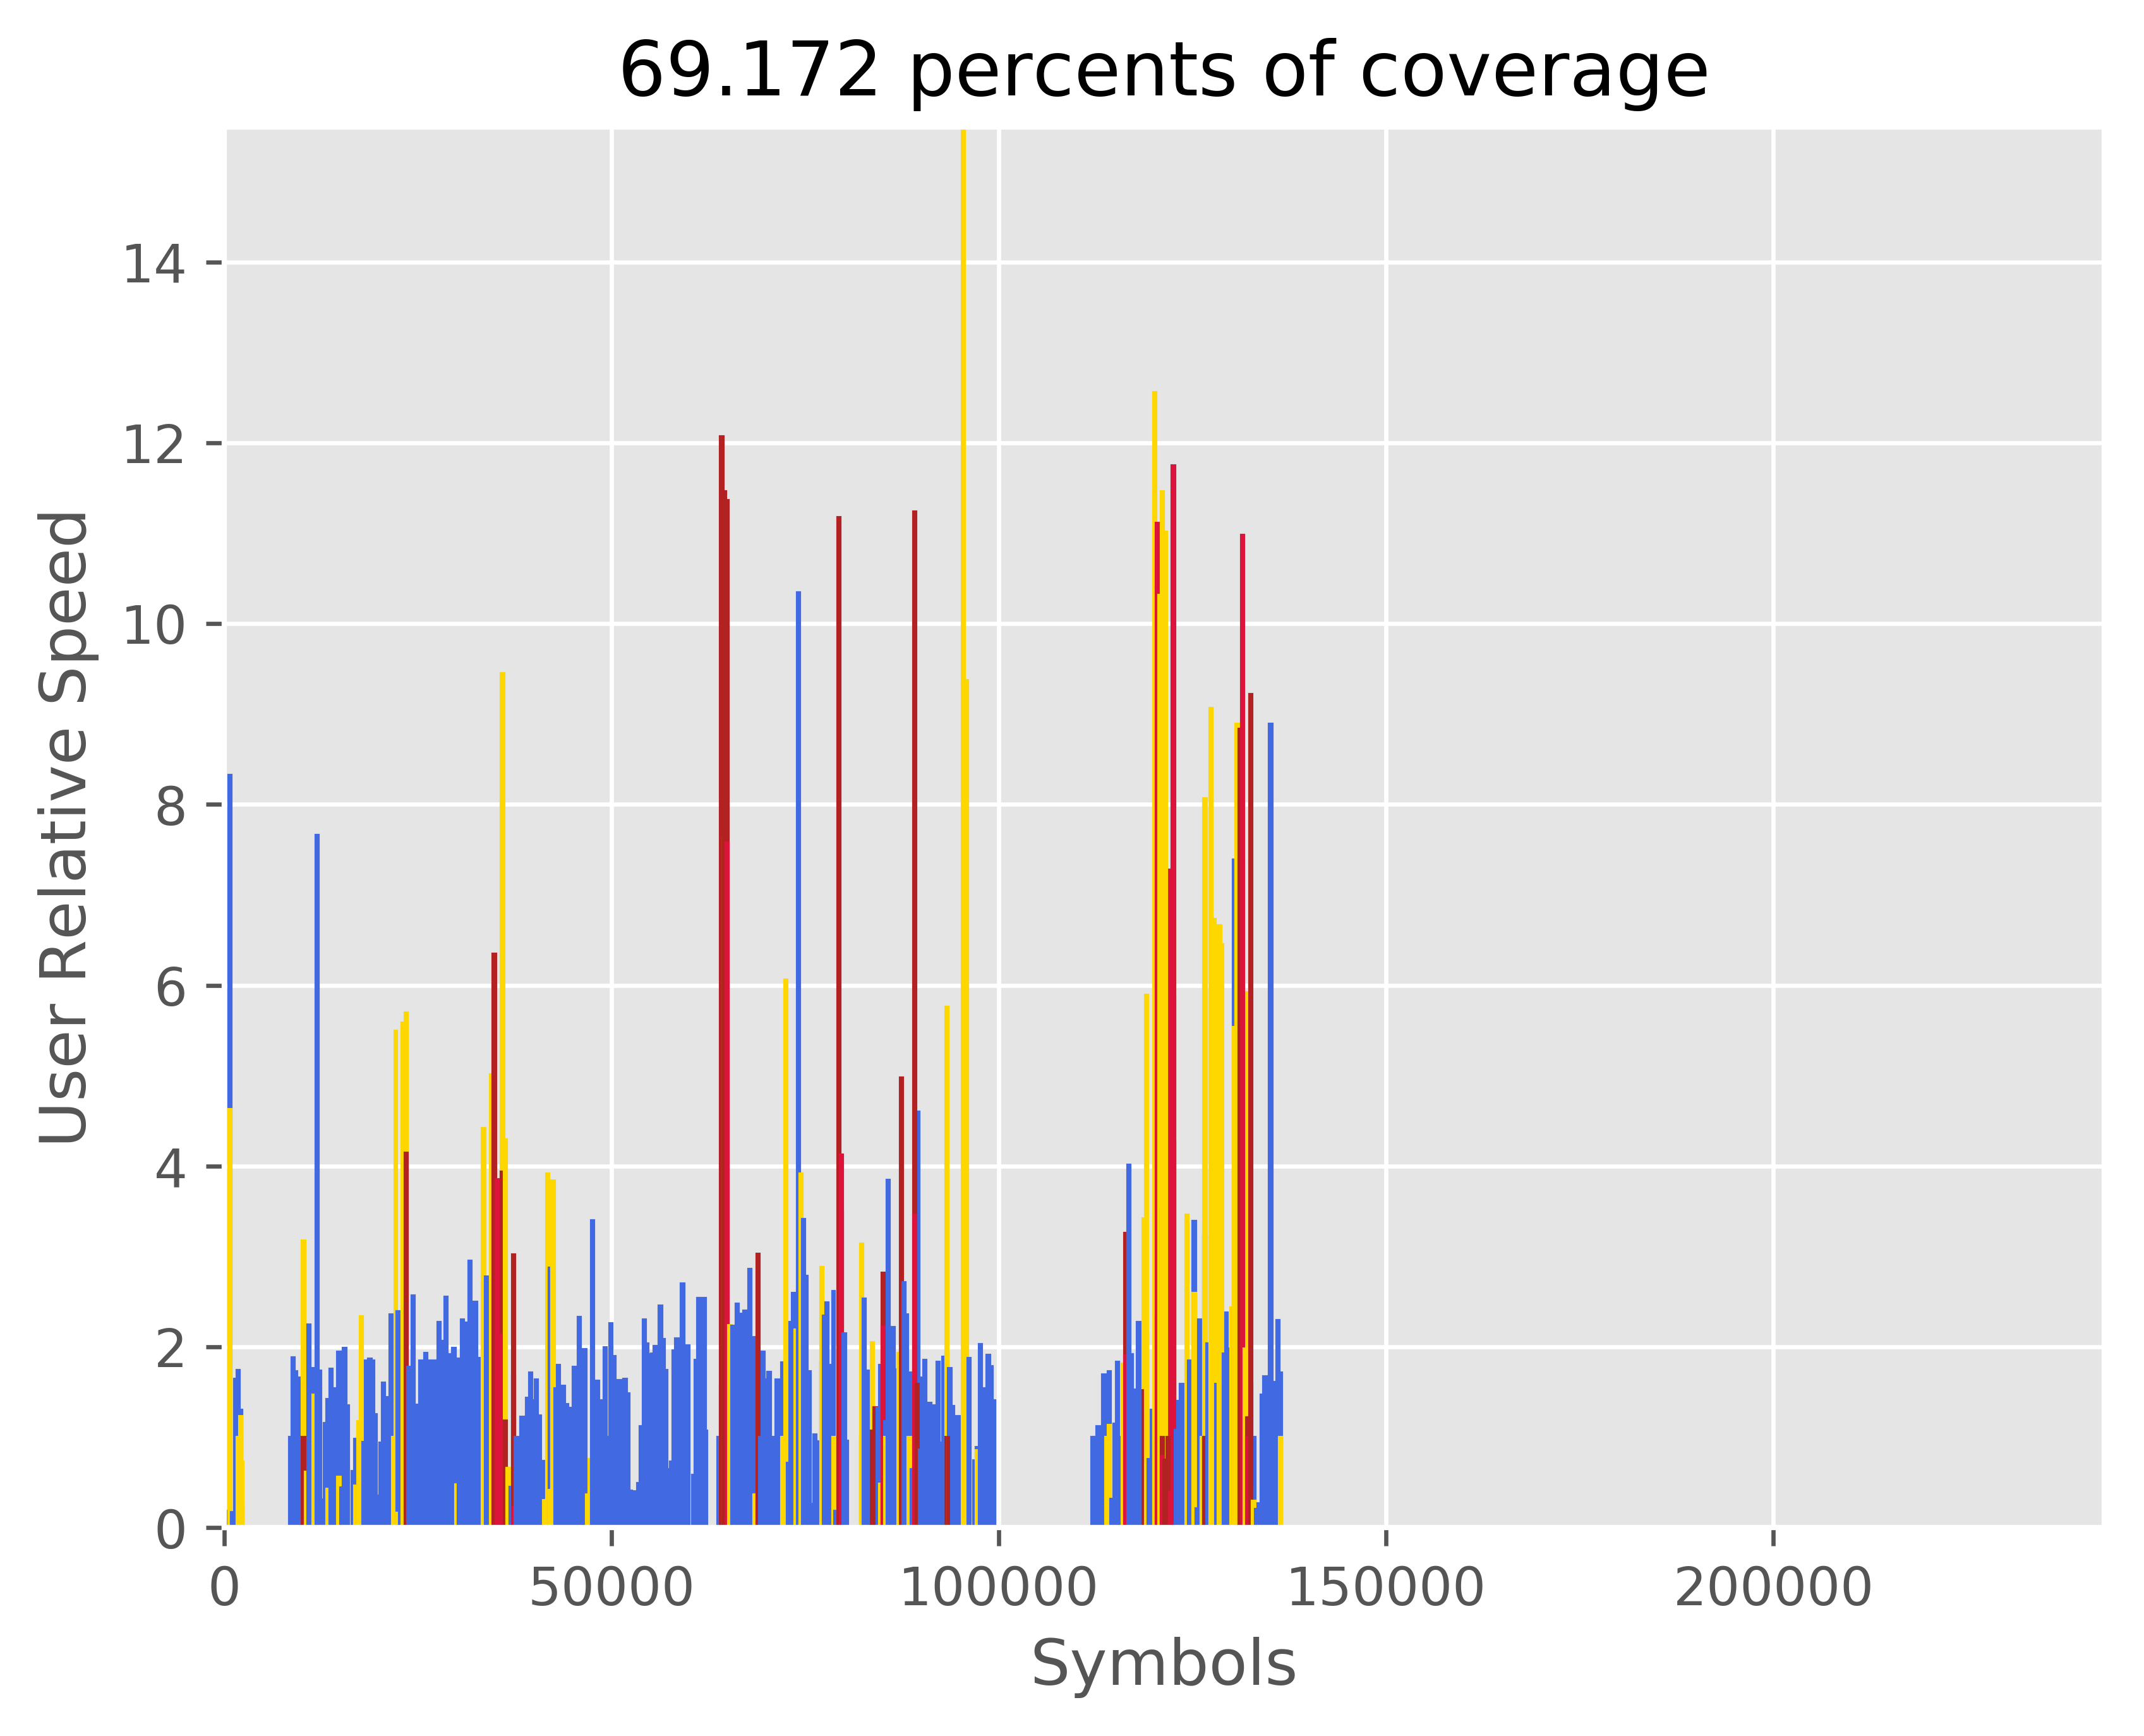 69.172 percents of coverage
User Relative Speed
14
12
10
8
6
4
2
0
0 50000 100000 150000 200000
Symbols